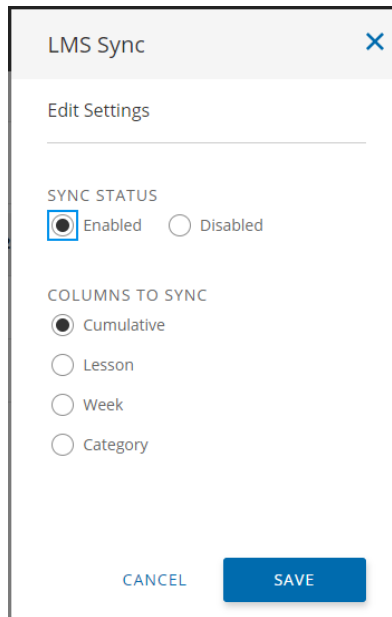 LMS Sync
Edit Settings
SYNC STATUS
Enabled Disabled
COLUMNS TO SYNC
Cumulative
Lesson
Week
Category
CANCEL SAVE